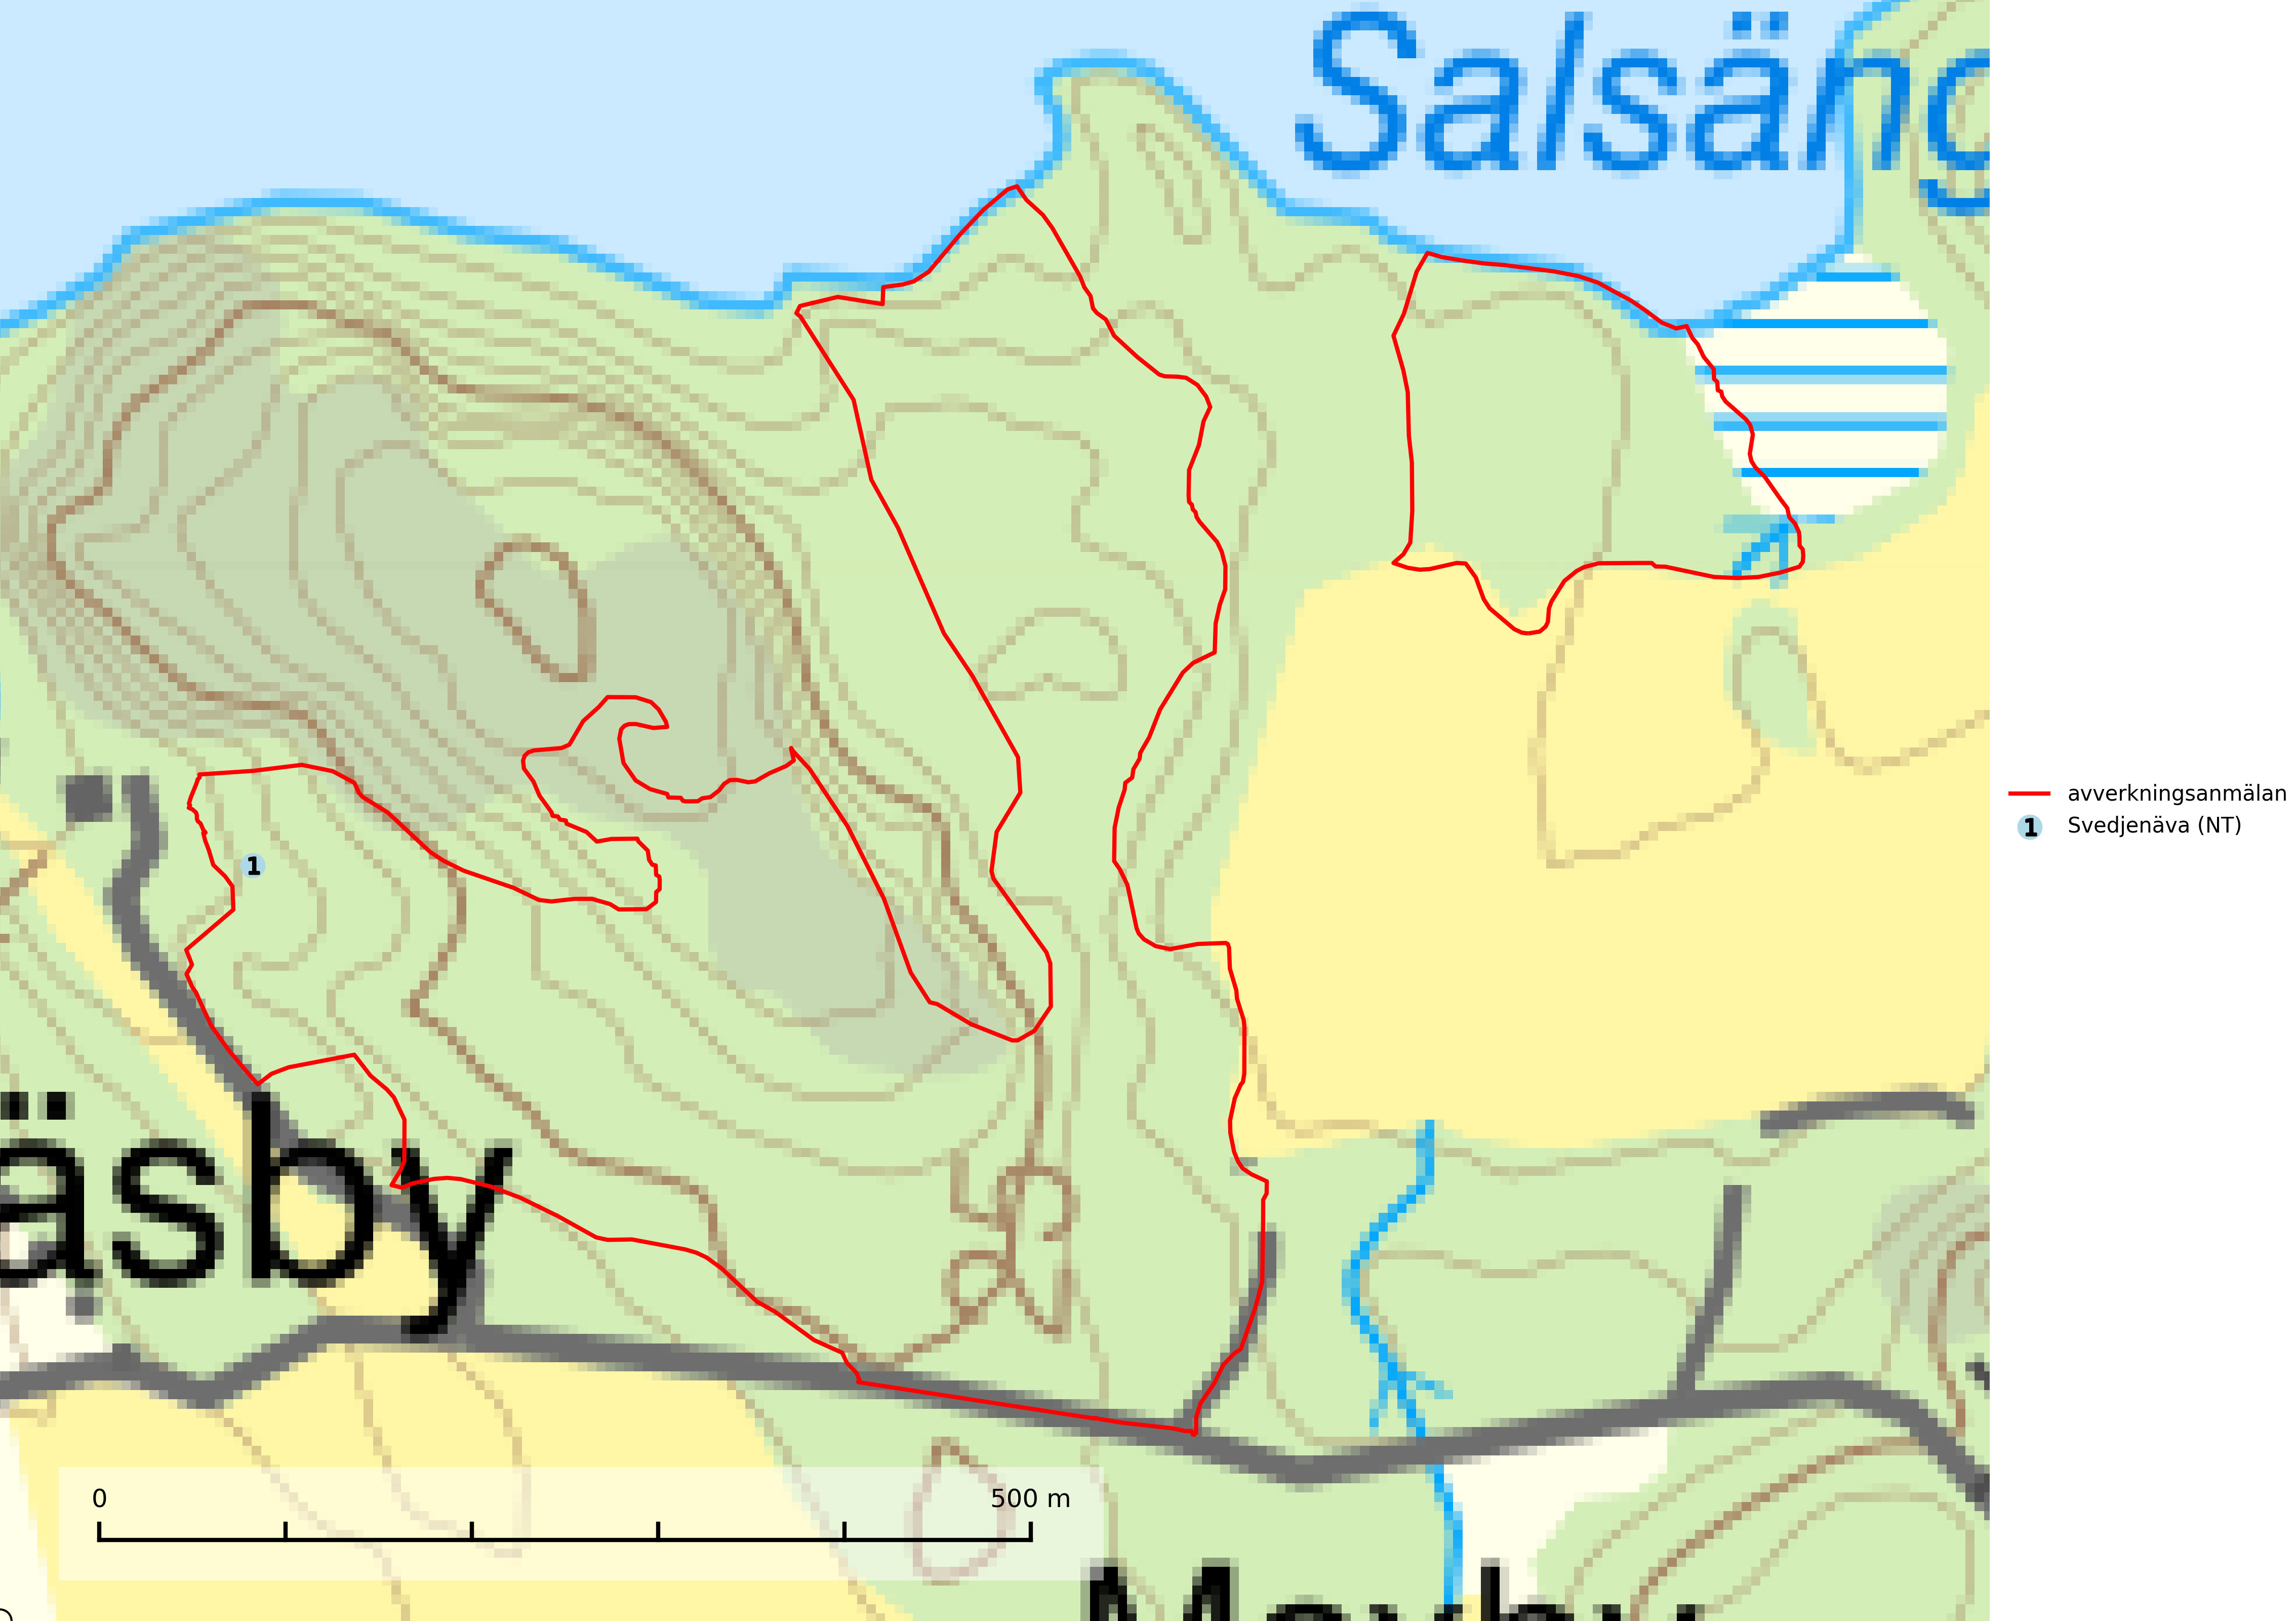 Salsäng
avverkningsanmälan
1 Svedjenäva (NT)
1
äsby
0 500 m